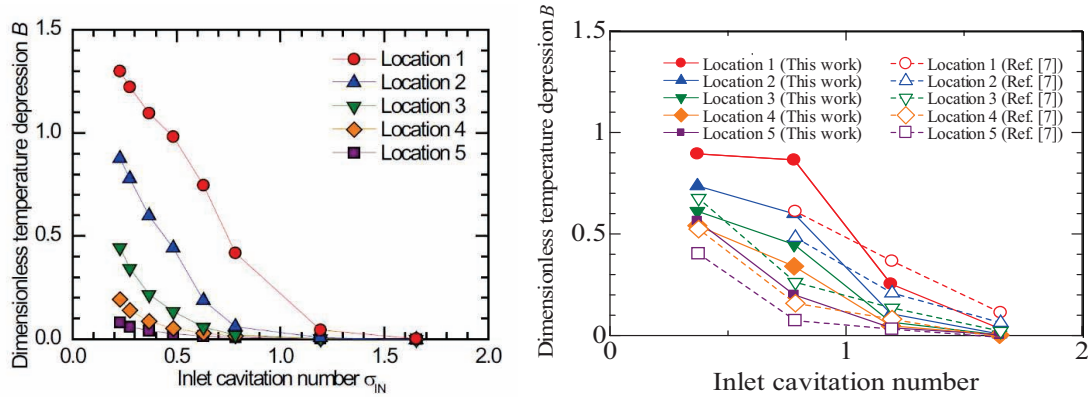 Dimensionless temperature depression B
1.5
1.0
0.5
0.0
0.0
0.5
1.0
1.5
2.0
Inlet cavitation number σIN
Location 1
Location 2
Location 3
Location 4
Location 5
Dimensionless temperature depression B
1.5
1
0.5
0
0
1
2
Inlet cavitation number
Location 1 (This work)
Location 2 (This work)
Location 3 (This work)
Location 4 (This work)
Location 5 (This work)
Location 1 (Ref. [7])
Location 2 (Ref. [7])
Location 3 (Ref. [7])
Location 4 (Ref. [7])
Location 5 (Ref. [7])